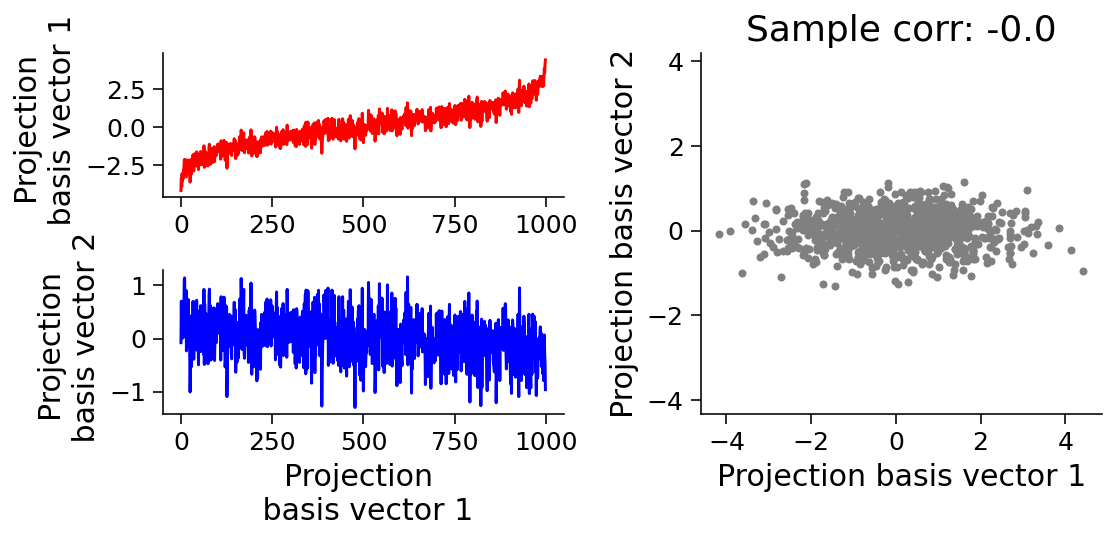 Projection
basis vector 1
2.5
0.0
−2.5
0
250
500
750
1000
Projection
basis vector 2
1
0
−1
0
250
500
750
1000
Projection
basis vector 1
Sample corr: -0.0
Projection basis vector 2
4
2
0
−2
−4
−4
−2
0
2
4
Projection basis vector 1